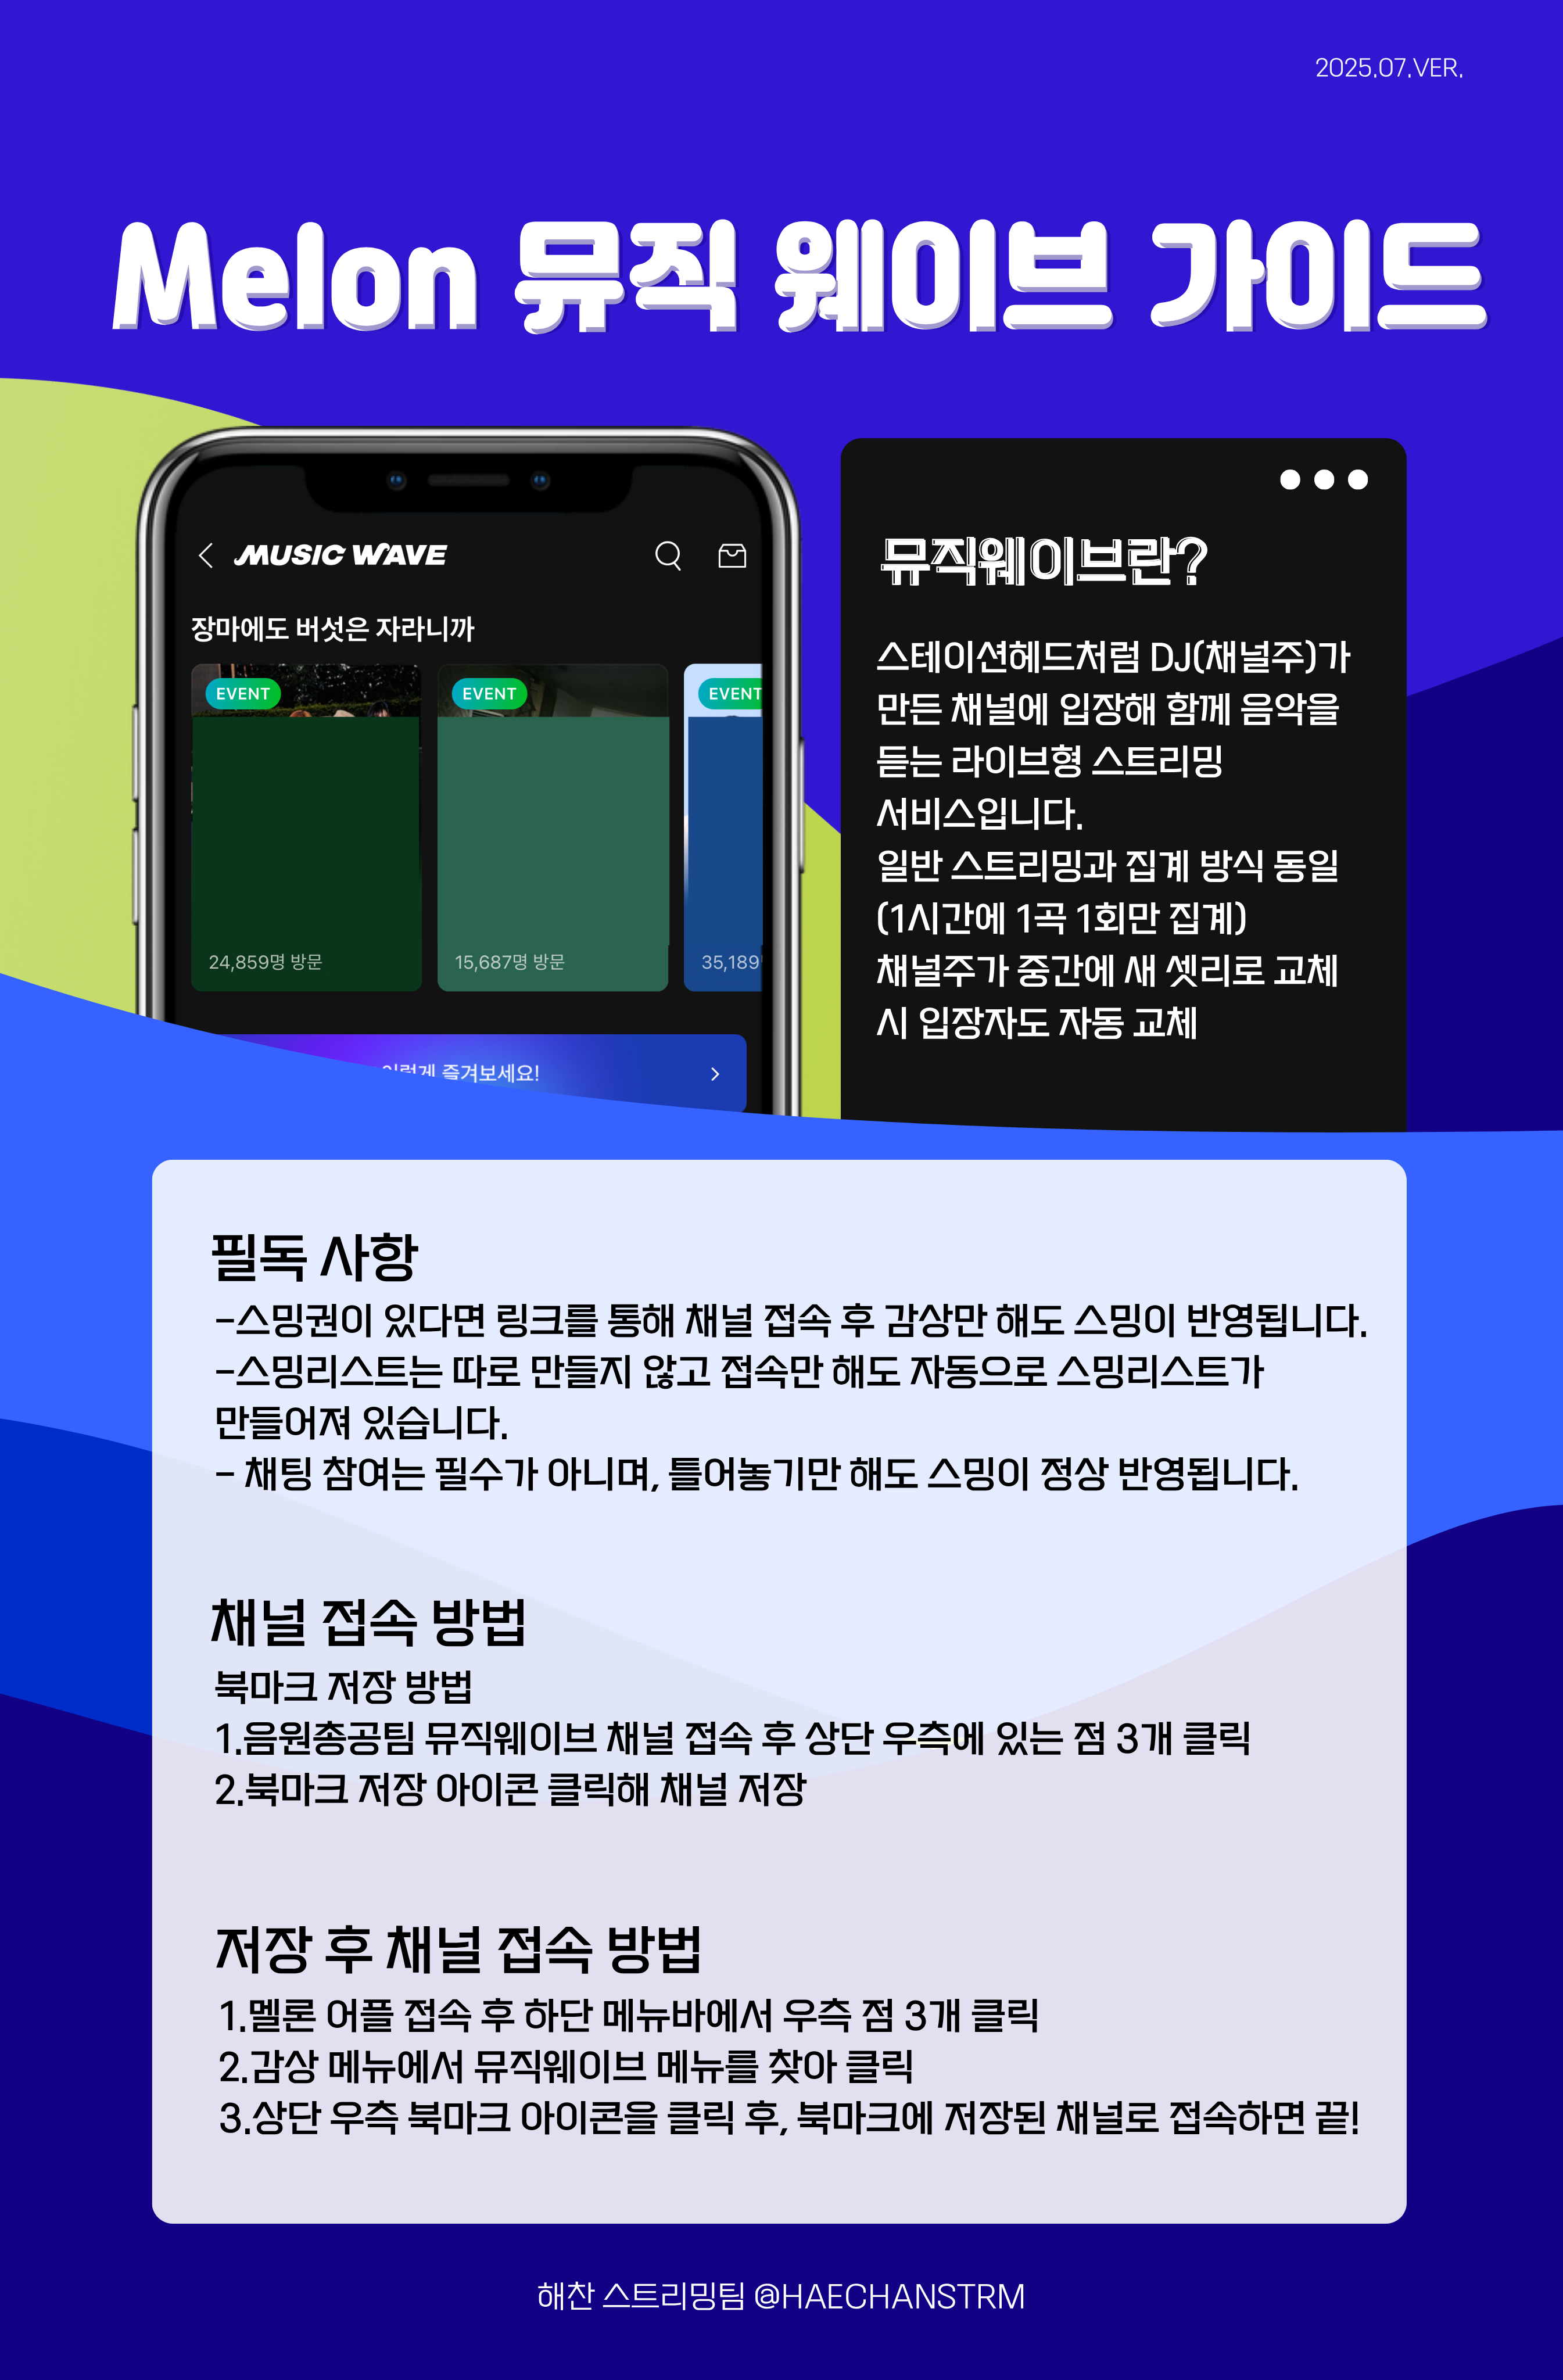 2025.07.VER.
Melon 뮤직 웨이브 가이드
MUSIC WAVE
장마에도 버섯은 자라니까
EVENT
EVENT
EVENT
24,859명 방문
15,687명 방문
35,189
이렇게 즐겨보세요!
뮤직웨이브란?
스테이션헤드처럼 DJ(채널주)가
만든 채널에 입장해 함께 음악을
듣는 라이브형 스트리밍
서비스입니다.
일반 스트리밍과 집계 방식 동일
(1시간에 1곡 1회만 집계)
채널주가 중간에 새 셋리로 교체
시 입장자도 자동 교체
필독 사항
-스밍권이 있다면 링크를 통해 채널 접속 후 감상만 해도 스밍이 반영됩니다.
-스밍리스트는 따로 만들지 않고 접속만 해도 자동으로 스밍리스트가
만들어져 있습니다.
- 채팅 참여는 필수가 아니며, 틀어놓기만 해도 스밍이 정상 반영됩니다.
채널 접속 방법
북마크 저장 방법
1.음원총공팀 뮤직웨이브 채널 접속 후 상단 우측에 있는 점 3개 클릭
2.북마크 저장 아이콘 클릭해 채널 저장
저장 후 채널 접속 방법
1.멜론 어플 접속 후 하단 메뉴바에서 우측 점 3개 클릭
2.감상 메뉴에서 뮤직웨이브 메뉴를 찾아 클릭
3.상단 우측 북마크 아이콘을 클릭 후, 북마크에 저장된 채널로 접속하면 끝!
해찬 스트리밍팀 @HAECHANSTRM